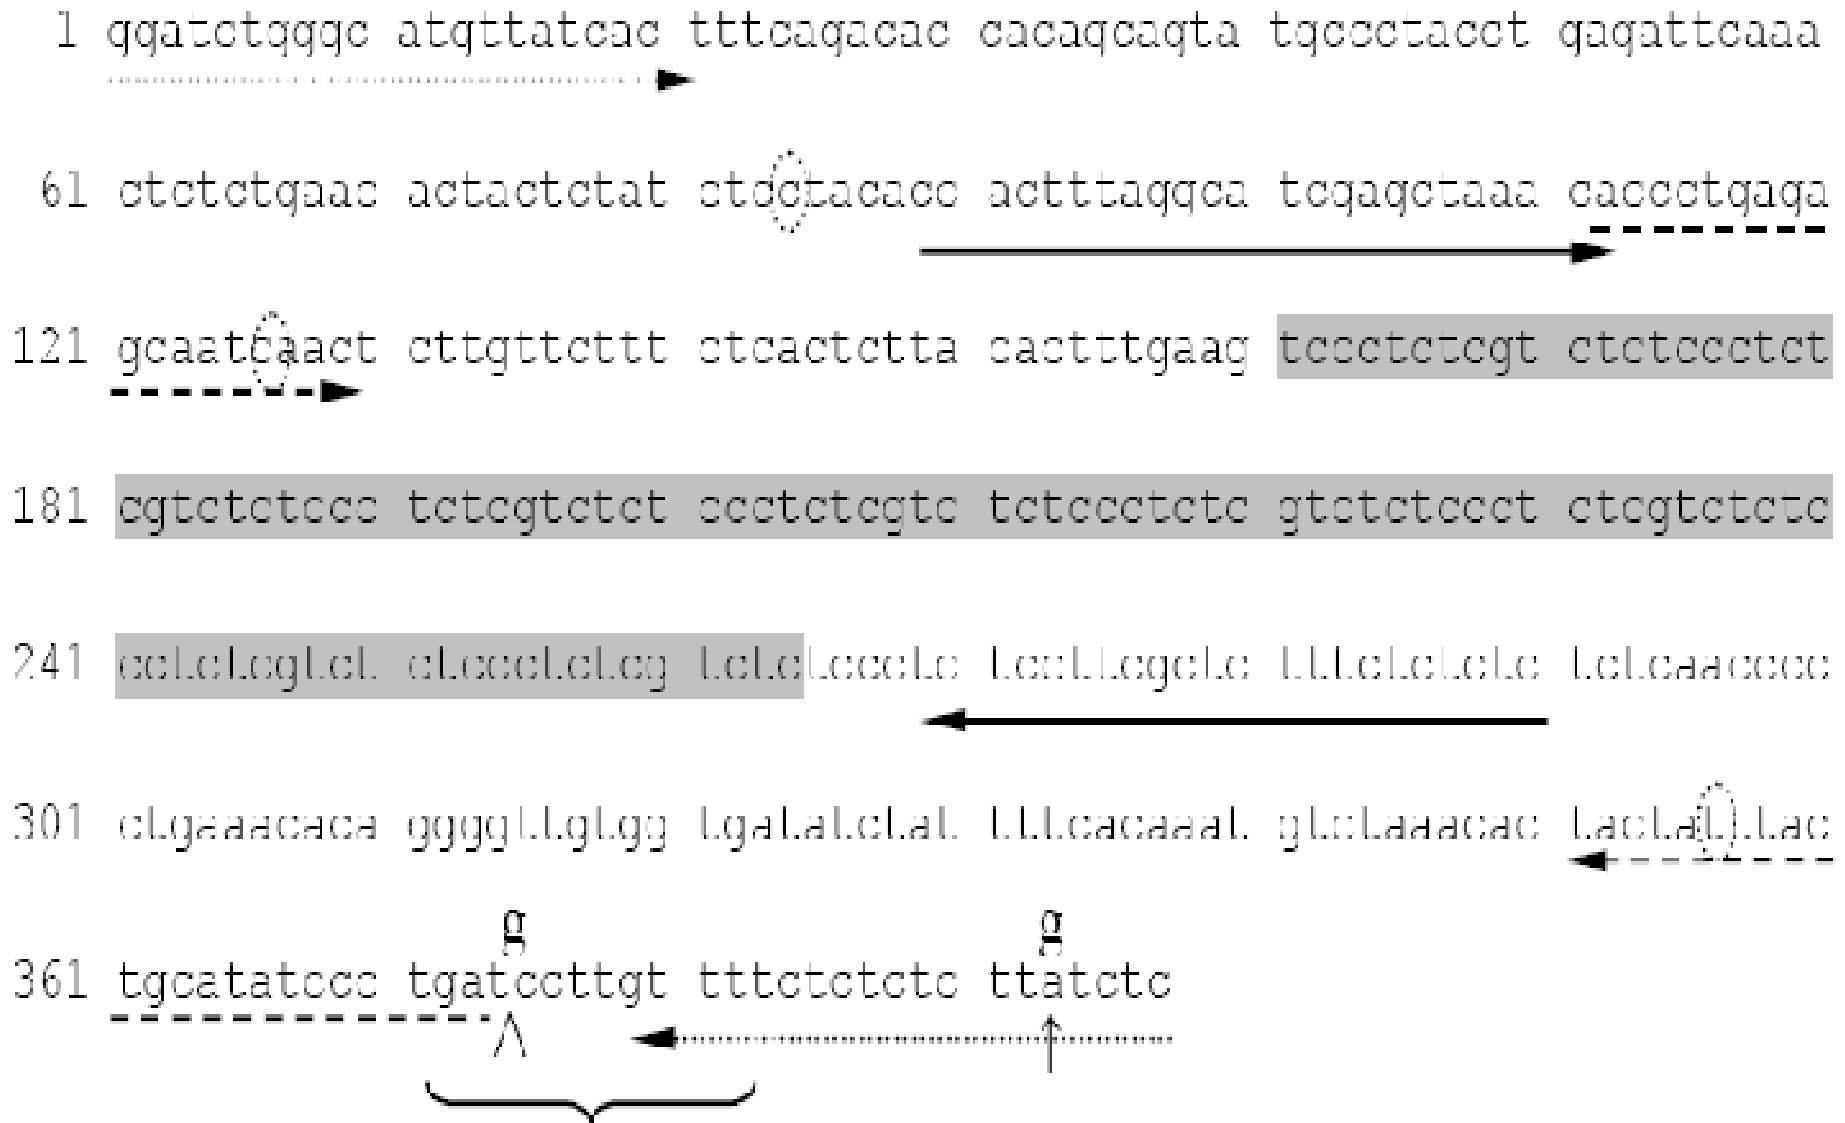 1 ggatctgggc atgttatcac tttcagacac cacagcagta tgccctacct gagattcaaa
61 ctctctgaac actactctat ctcctacacc actttaggca tcgagctaaa caccctgaga
121 gcaatcaact cttgttcttt ctcactctta cactttgaag tccctctcgt ctctccctct
181 cgtctctccc tctcgtctct ccctctcgtc tctccctctc gtctctccct ctcgtctctc
241 cctctcgtct ctccctctcg tctctccctc tccttcgctc tttctctctc tctcaacccc
301 ctgaaacaca ggggttgtgg tgatatctat tttcacaaat gtctaaacac tactatttac
g g
361 tgcatatccc tgatccttgt tttctctctc ttatctc